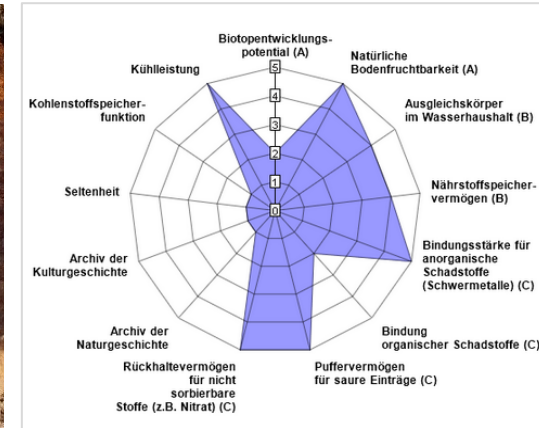 Biotopentwicklungs-
potential (A)
Natürliche
Bodenfruchtbarkeit (A)
Ausgleichskörper
im Wasserhaushalt (B)
Nährstoffspeicher-
vermögen (B)
Bindungsstärke für
anorganische
Schadstoffe
(Schwermetalle) (C)
Bindung
organischer Schadstoffe (C)
Puffervermögen
für saure Einträge (C)
Rückhaltevermögen
für nicht
sorbierbare
Stoffe (z.B. Nitrat) (C)
Archiv der
Naturgeschichte
Archiv der
Kulturgeschichte
Seltenheit
Kohlenstoffspeicher-
funktion
Kühlleistung
5
4
3
2
1
0